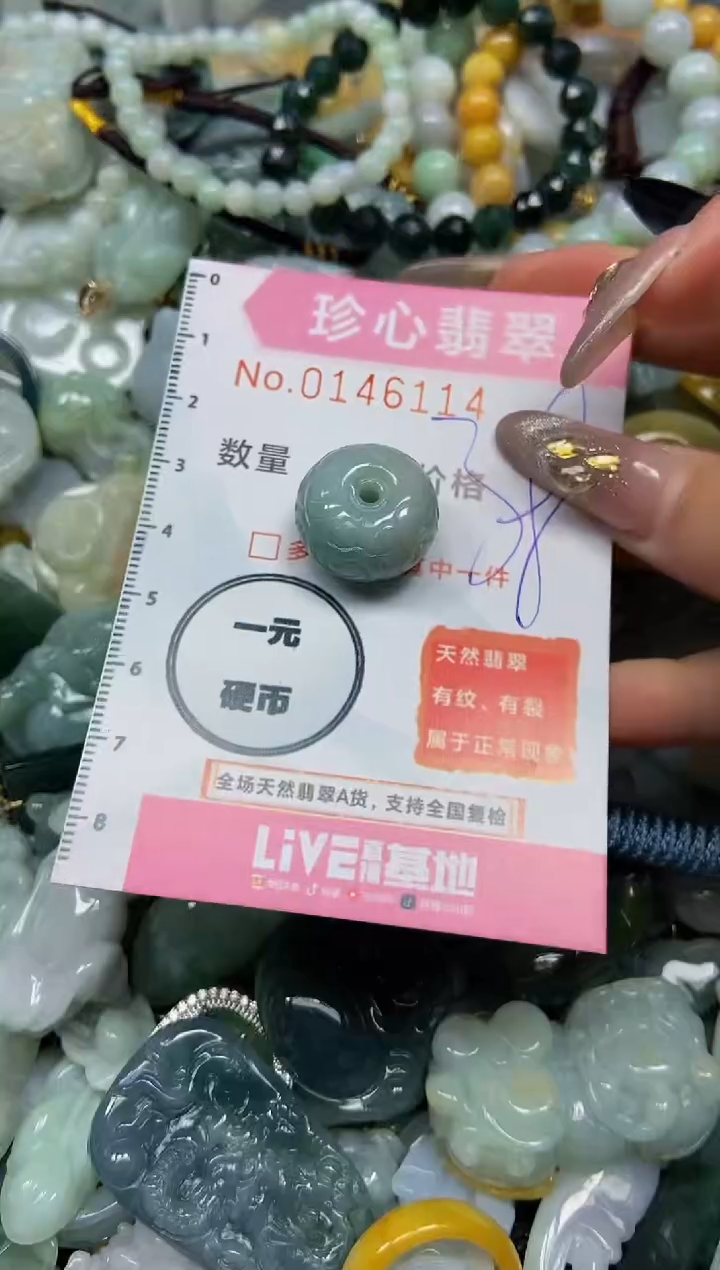 0
珍心翡翠
1
No.0146114
2
数量
价格
3
4
中一件
5
一元
硬币
天然翡翠
有纹、有裂
属于正常现象
6
7
全场天然翡翠A货，支持全国复检
8
LiVE
基地